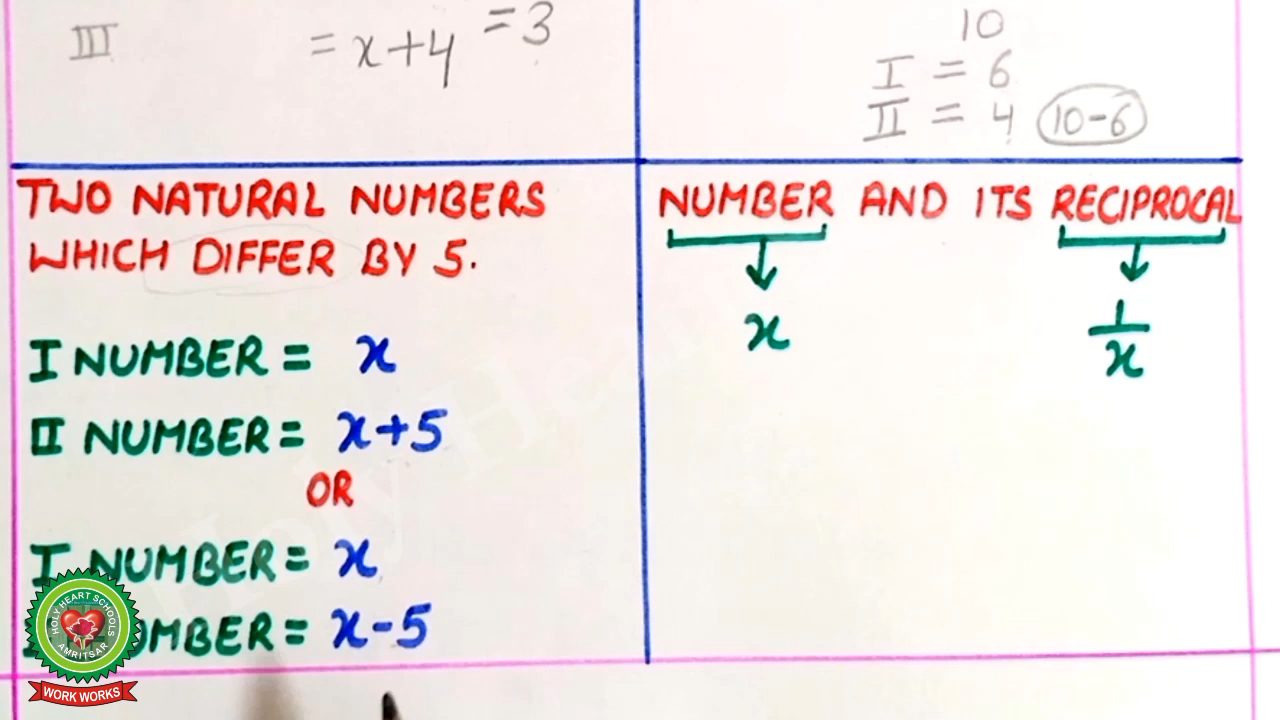 III = x+4 = 3
10
I = 6
II = 4 10-6
TWO NATURAL NUMBERS
WHICH DIFFER BY 5.
I NUMBER = x
II NUMBER = x+5
OR
I NUMBER = x
UMBER = x-5
NUMBER AND ITS RECIPROCAL
x
1/x
HOLY HEART SCHOOLS
AMRITSAR
WORK WORKS